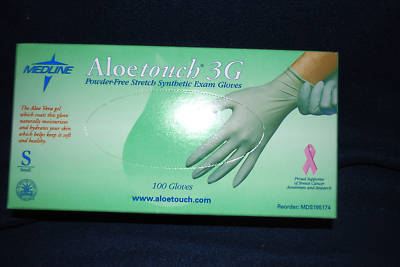 MEDLINE
Aloetouch® 3G
Powder-Free Stretch Synthetic Exam Gloves
The Aloe Vera gel
which coats this glove
naturally moisturizes
and hydrates your skin
which helps keep it soft
and healthy.
S
Small
100 Gloves
www.aloetouch.com
Proud Supporter
of Breast Cancer
Awareness and Research
Reorder: MDS195174